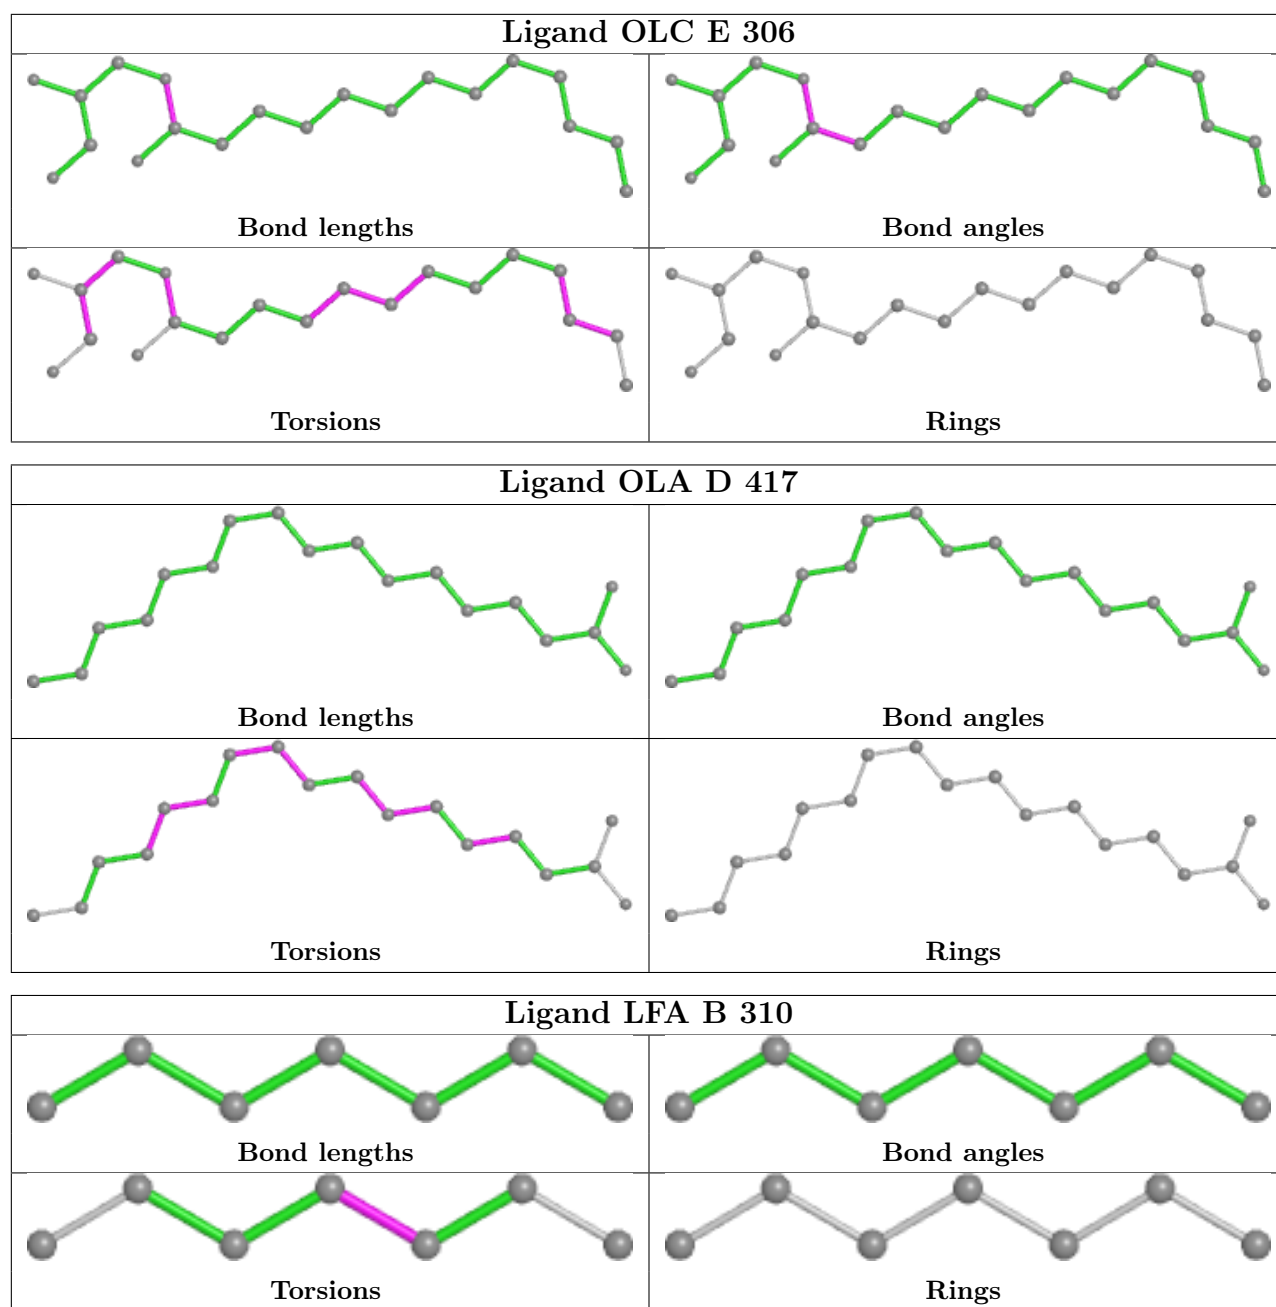 Ligand OLC E 306
Bond lengths
Bond angles
Torsions
Rings
Ligand OLA D 417
Bond lengths
Bond angles
Torsions
Rings
Ligand LFA B 310
Bond lengths
Bond angles
Torsions
Rings